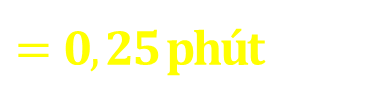 = 0,25 phút